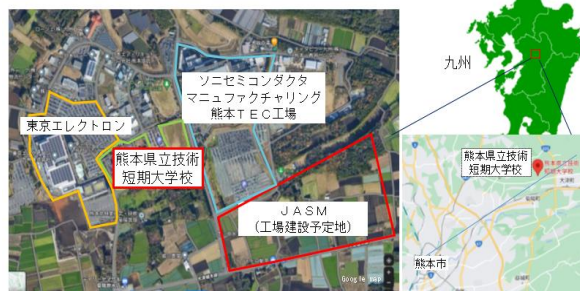 ソニセミコンダクタ
マニュファクチャリング
熊本TEC工場
東京エレクトロン
熊本県立技術
短期大学校
JASM
(工場建設予定地)
Google map
九州
熊本県立技術
短期大学校
熊本市